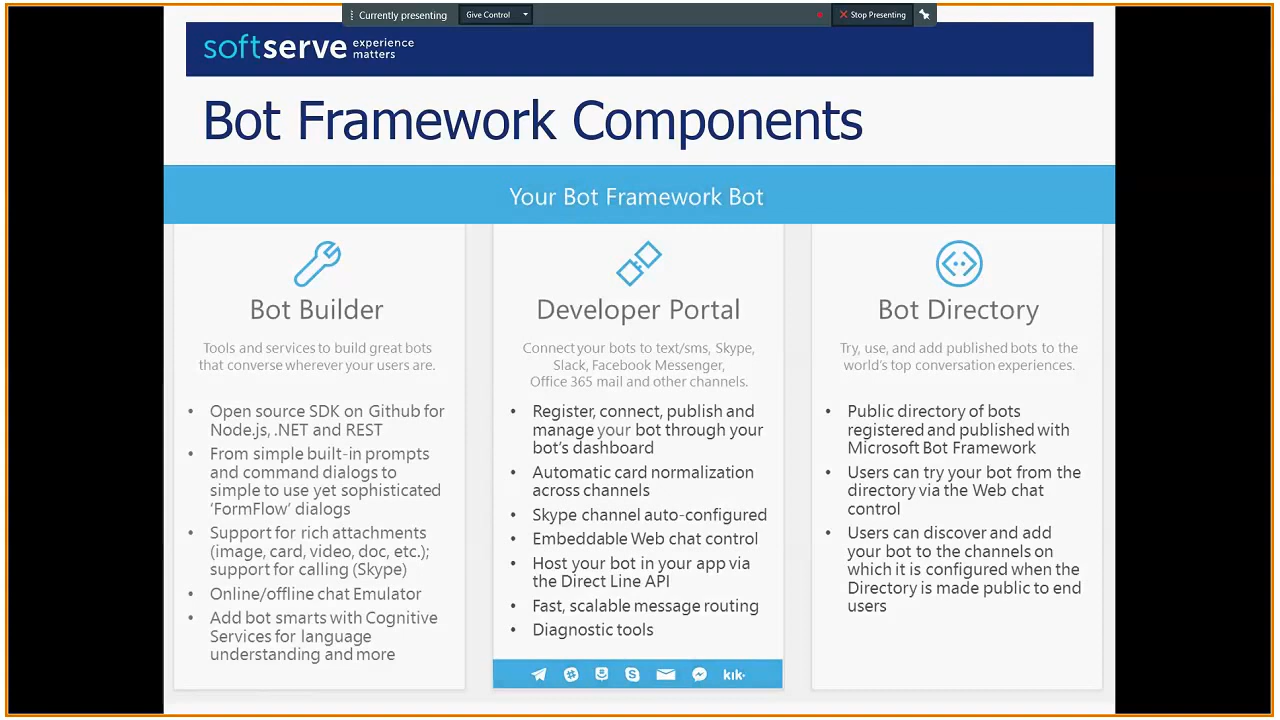 Currently presenting
Give Control
Stop Presenting
softserve experience
matters
Bot Framework Components
Your Bot Framework Bot
Bot Builder
Tools and services to build great bots
that converse wherever your users are.
• Open source SDK on Github for
Node.js, .NET and REST
• From simple built-in prompts
and command dialogs to
simple to use yet sophisticated
‘FormFlow’ dialogs
• Support for rich attachments
(image, card, video, doc, etc.);
support for calling (Skype)
• Online/offline chat Emulator
• Add bot smarts with Cognitive
Services for language
understanding and more
Developer Portal
Connect your bots to text/sms, Skype,
Slack, Facebook Messenger,
Office 365 mail and other channels.
• Register, connect, publish and
manage your bot through your
bot’s dashboard
• Automatic card normalization
across channels
• Skype channel auto-configured
• Embeddable Web chat control
• Host your bot in your app via
the Direct Line API
• Fast, scalable message routing
• Diagnostic tools
kik
Bot Directory
Try, use, and add published bots to the
world’s top conversation experiences.
• Public directory of bots
registered and published with
Microsoft Bot Framework
• Users can try your bot from the
directory via the Web chat
control
• Users can discover and add
your bot to the channels on
which it is configured when the
Directory is made public to end
users